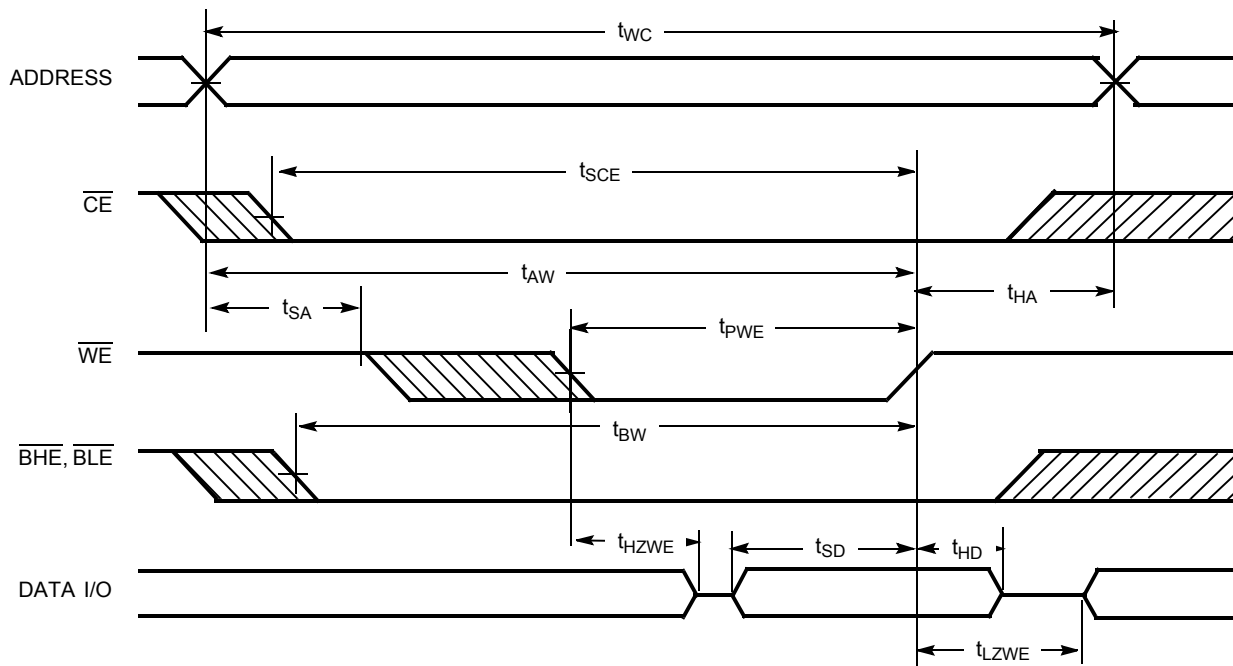 tWC
ADDRESS
tSCE
CE
tAW
tSA
tHA
tPWE
WE
tBW
BHE, BLE
tHZWE
tSD
tHD
DATA I/O
tLZWE